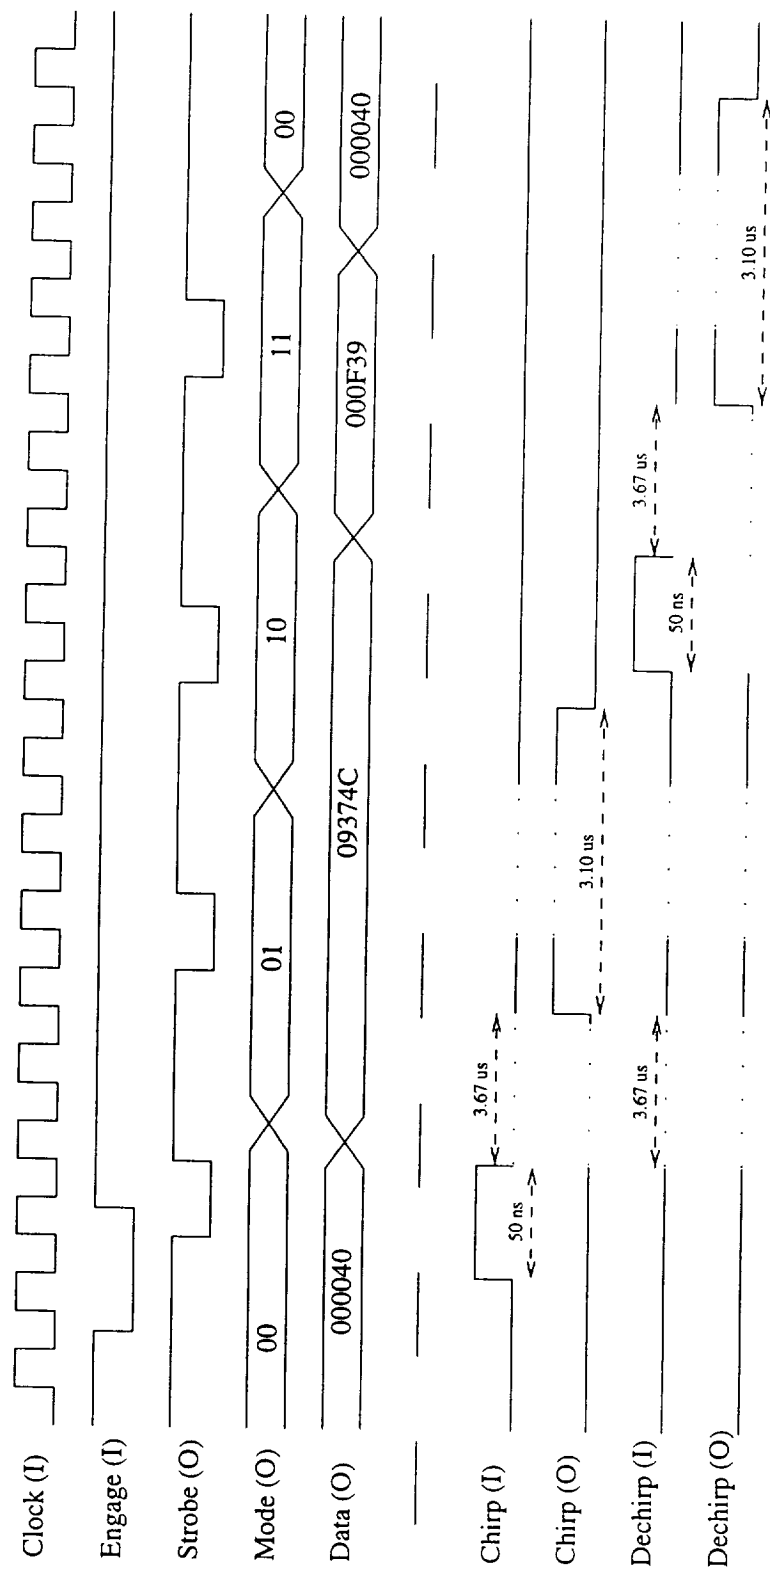 Clock (I)
Engage (I)
Strobe (O)
Mode (O) 00 01 10 11 00
Data (O) 000040 09374C 000F39 000040
Chirp (I) 50 ns 3.67 us
Chirp (O) 3.10 us
Dechirp (I) 3.67 us 50 ns 3.67 us
Dechirp (O) 3.10 us